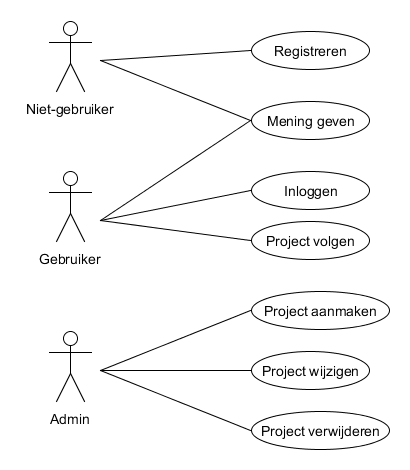 Registreren
Niet-gebruiker
Mening geven
Inloggen
Project volgen
Gebruiker
Project aanmaken
Project wijzigen
Admin
Project verwijderen